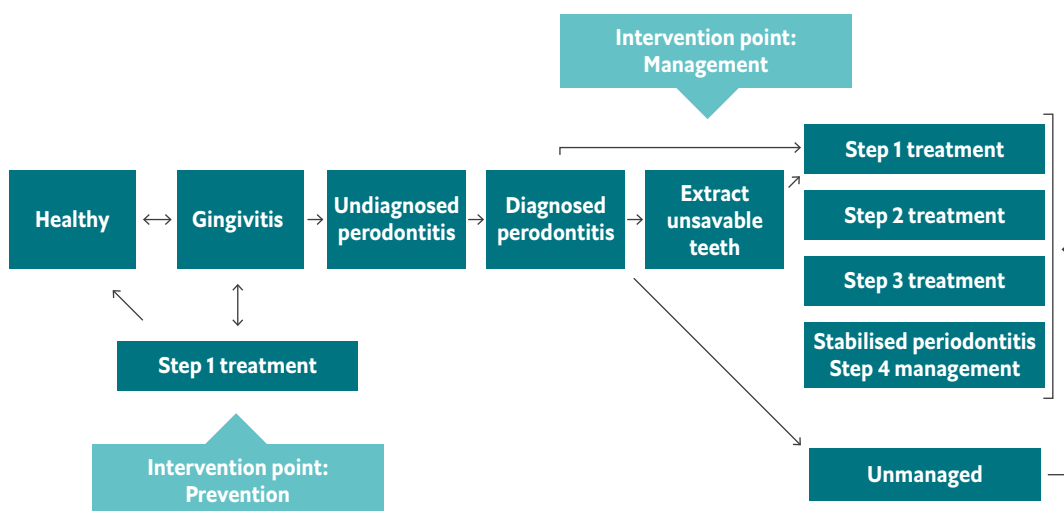 Intervention point:
Management
Healthy
Gingivitis
Undiagnosed
perodontitis
Diagnosed
perodontitis
Extract
unsavable
teeth
Step 1 treatment
Step 2 treatment
Step 3 treatment
Stabilised periodontitis
Step 4 management
Step 1 treatment
Intervention point:
Prevention
Unmanaged